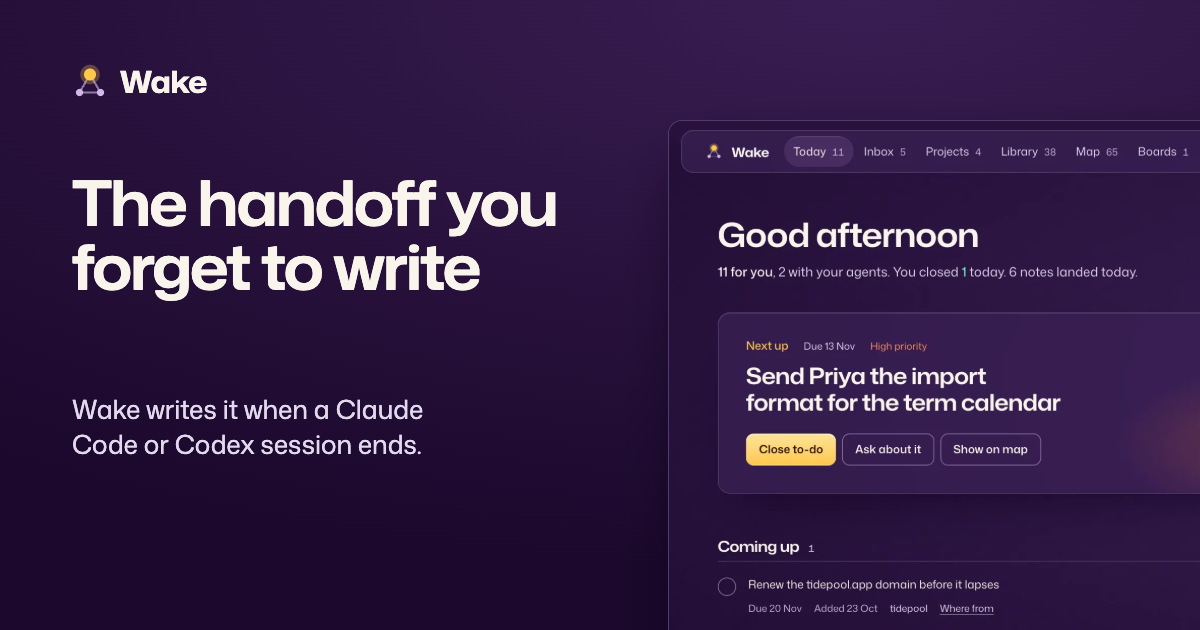 Wake
The handoff you
forget to write
Wake writes it when a Claude
Code or Codex session ends.
Wake Today 11 Inbox 5 Projects 4 Library 38 Map 65 Boards 1
Good afternoon
11 for you, 2 with your agents. You closed 1 today. 6 notes landed today.
Next up Due 13 Nov High priority
Send Priya the import
format for the term calendar
Close to-do Ask about it Show on map
Coming up 1
Renew the tidepool.app domain before it lapses
Due 20 Nov Added 23 Oct tidepool Where from